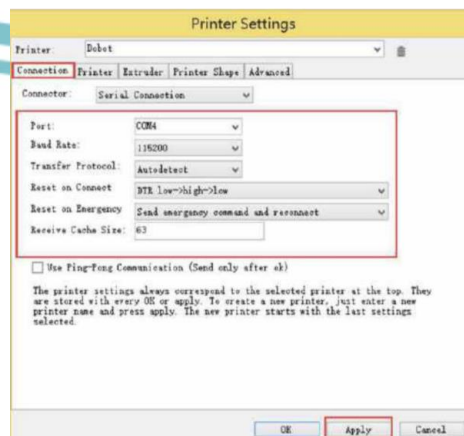 Printer Settings
Printer: Dobot
Connection Printer Extruder Printer Shape Advanced
Connector: Serial Connection
Port: COM4
Baud Rate: 115200
Transfer Protocol: Autodetect
Reset on Connect DTR low->high->low
Reset on Emergency Send emergency command and reconnect
Receive Cache Size: 63
Use Ping-Pong Communication (Send only after ok)
The printer settings always correspond to the selected printer at the top. They
are stored with every OK or apply. To create a new printer, just enter a new
printer name and press apply. The new printer starts with the last settings
selected.
OK Apply Cancel